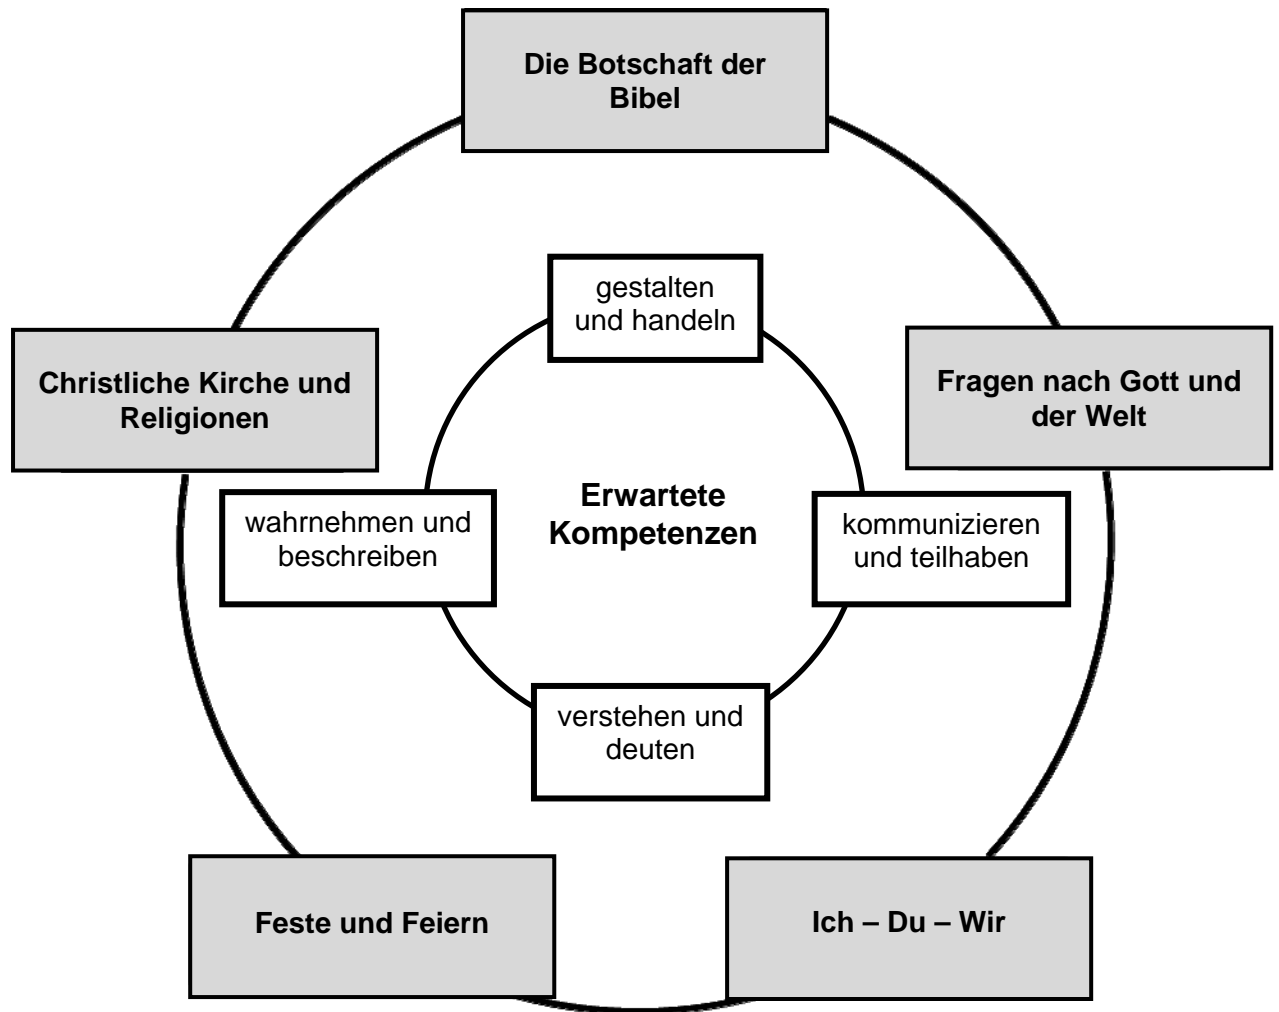 Die Botschaft der
Bibel
gestalten
und handeln
Christliche Kirche und
Religionen
Fragen nach Gott und
der Welt
Erwartete
Kompetenzen
wahrnehmen und
beschreiben
kommunizieren
und teilhaben
verstehen und
deuten
Feste und Feiern
Ich – Du – Wir